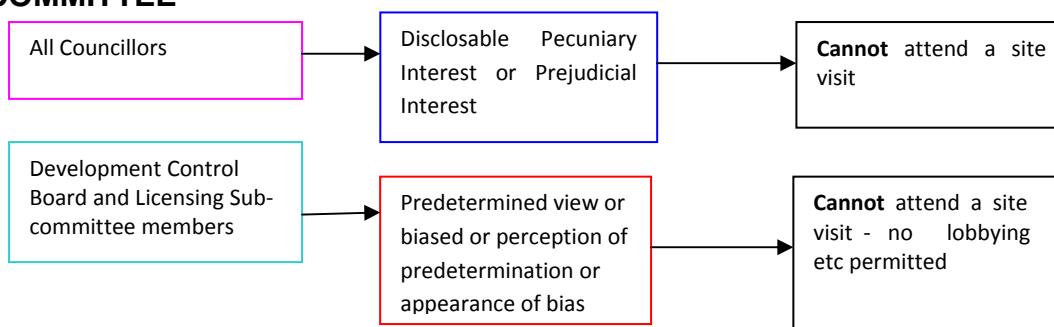 COMMITTEE
All Councillors
Disclosable Pecuniary
Interest or Prejudicial
Interest
Cannot attend a site
visit
Development Control
Board and Licensing Sub-
committee members
Predetermined view or
biased or perception of
predetermination or
appearance of bias
Cannot attend a site
visit - no lobbying
etc permitted